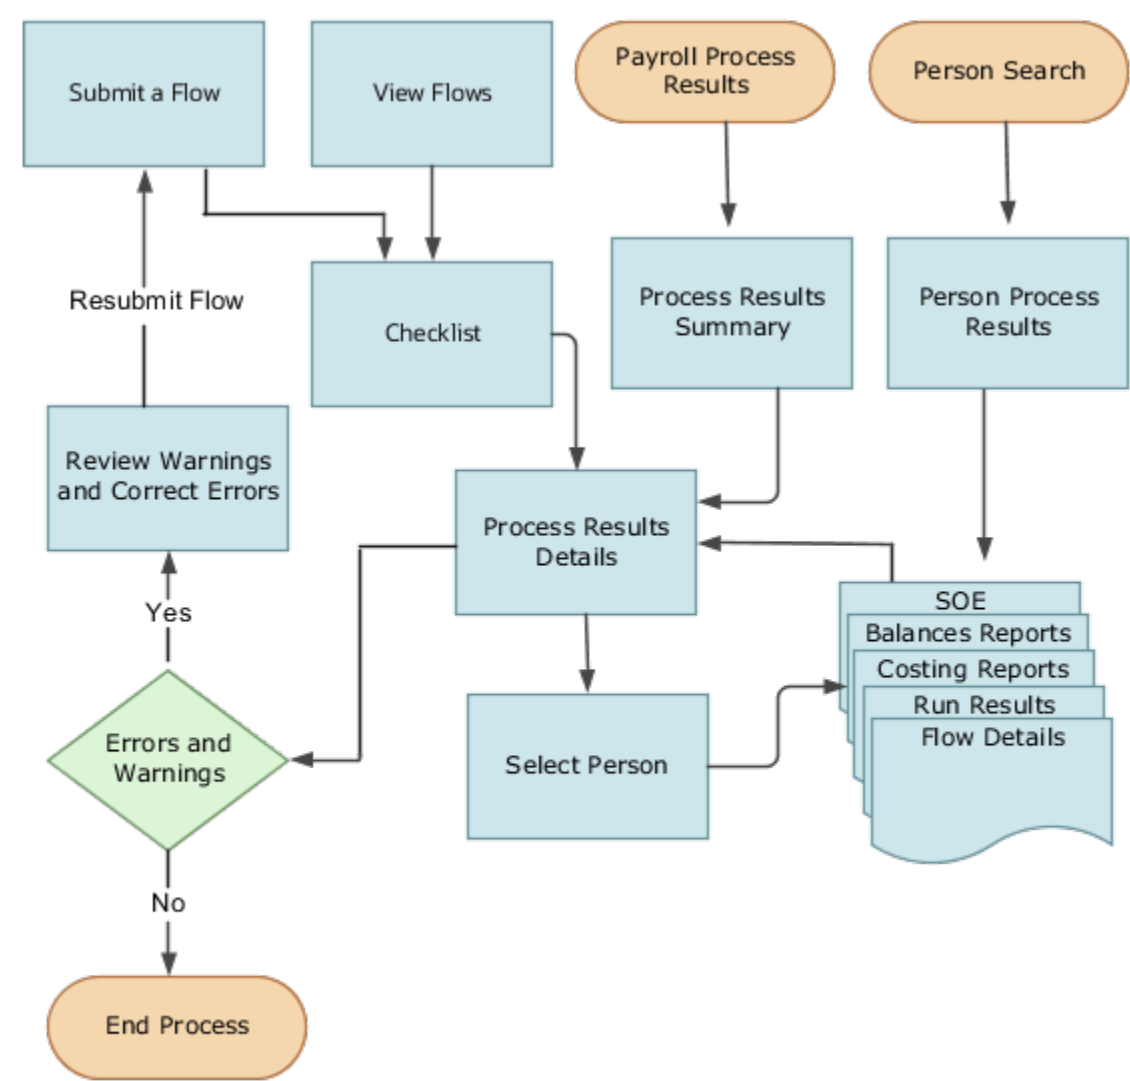 Submit a Flow
View Flows
Payroll Process
Results
Person Search
Resubmit Flow
Checklist
Process Results
Summary
Person Process
Results
Review Warnings
and Correct Errors
Process Results
Details
Yes
SOE
Balances Reports
Costing Reports
Run Results
Flow Details
Errors and
Warnings
Select Person
No
End Process